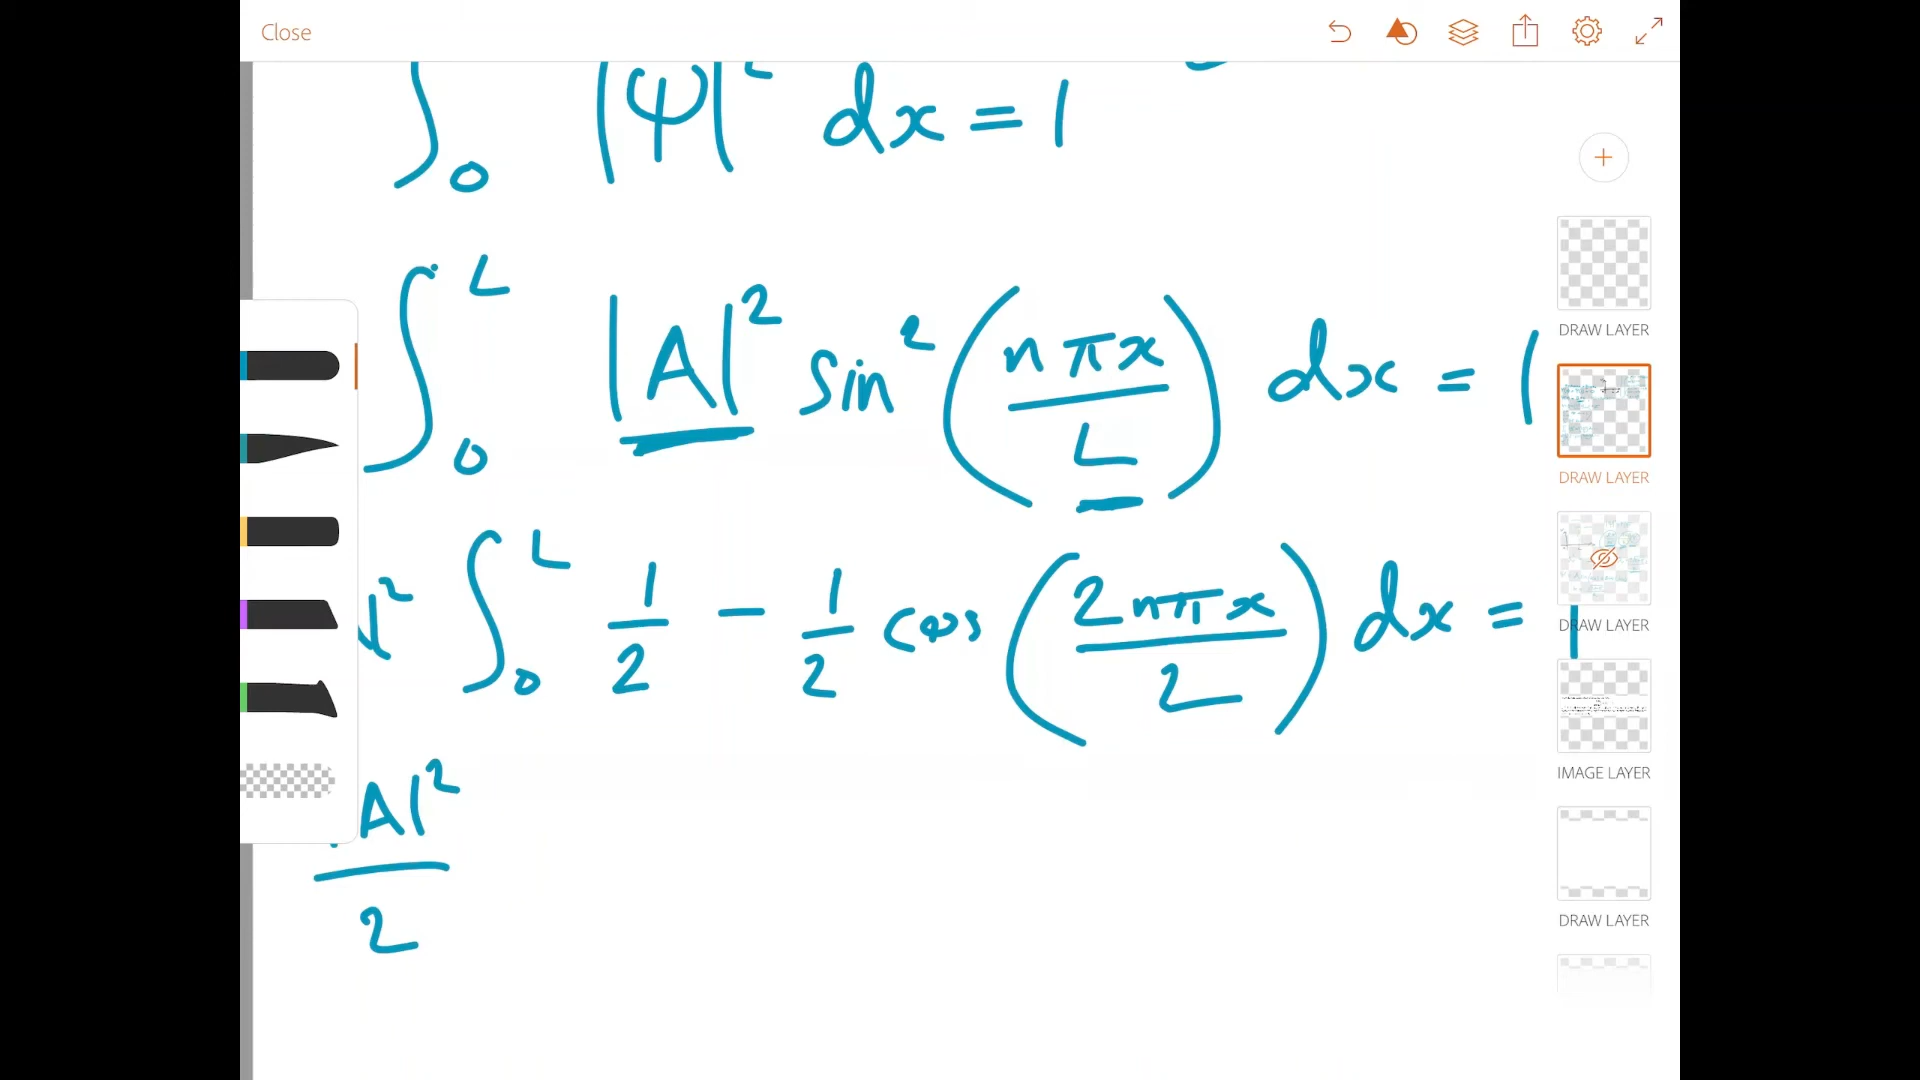 Close
∫₀ |ψ|² dx = 1
∫₀ᴸ |A|² sin² (nπx / L) dx = 1
|² ∫₀ᴸ 1/2 − 1/2 cos (2nπx / 2) dx = 1
A|² / 2
DRAW LAYER
DRAW LAYER
DRAW LAYER
IMAGE LAYER
DRAW LAYER